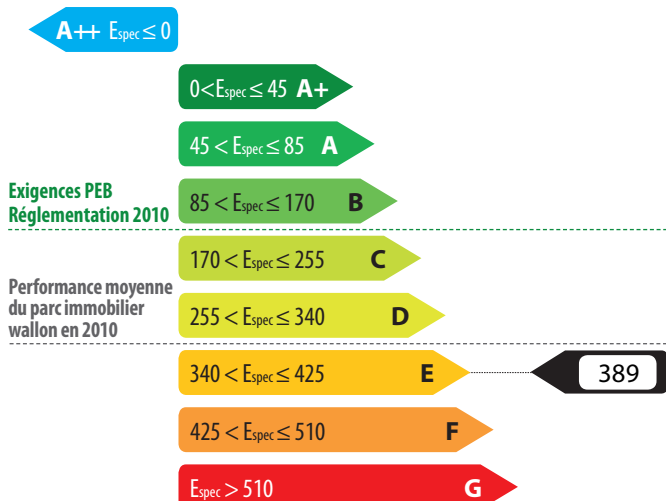 A++ Espec ≤ 0
0 < Espec ≤ 45 A+
45 < Espec ≤ 85 A
Exigences PEB
Réglementation 2010
85 < Espec ≤ 170 B
170 < Espec ≤ 255 C
Performance moyenne
du parc immobilier
wallon en 2010
255 < Espec ≤ 340 D
340 < Espec ≤ 425 E
389
425 < Espec ≤ 510 F
Espec > 510 G